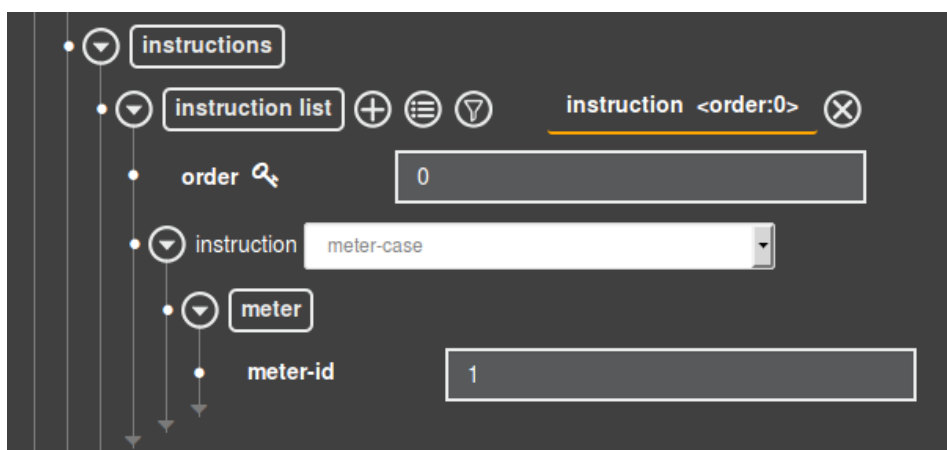 instructions
instruction list instruction <order:0>
order 0
instruction meter-case
meter
meter-id 1